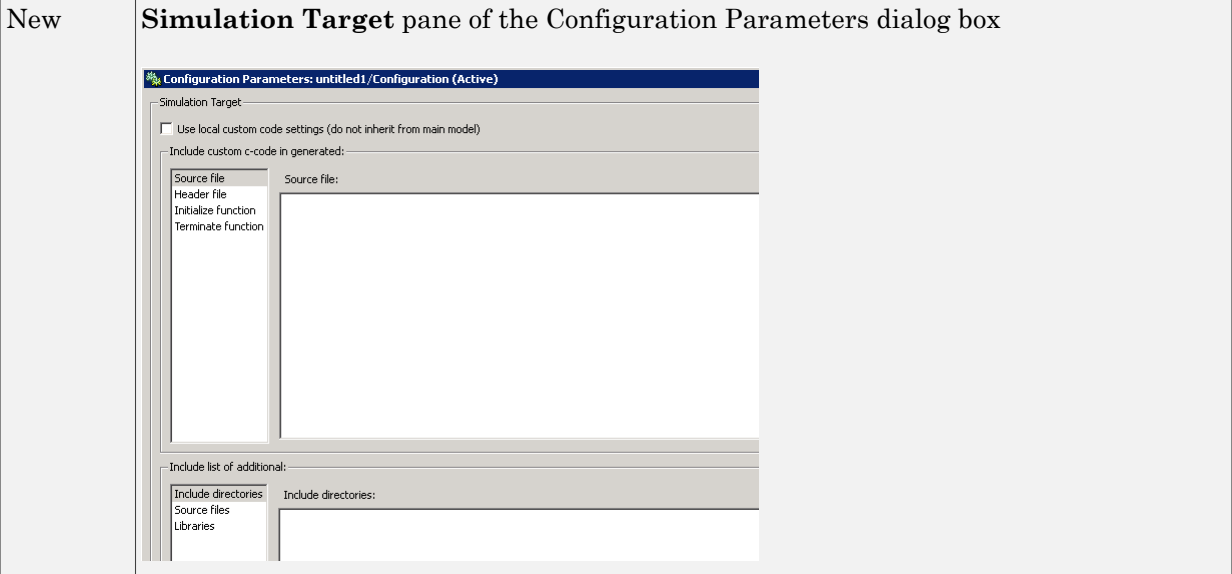 New
Simulation Target pane of the Configuration Parameters dialog box
Configuration Parameters: untitled1/Configuration (Active)
Simulation Target
Use local custom code settings (do not inherit from main model)
Include custom c-code in generated:
Source file
Header file
Initialize function
Terminate function
Source file:
Include list of additional:
Include directories
Source files
Libraries
Include directories: